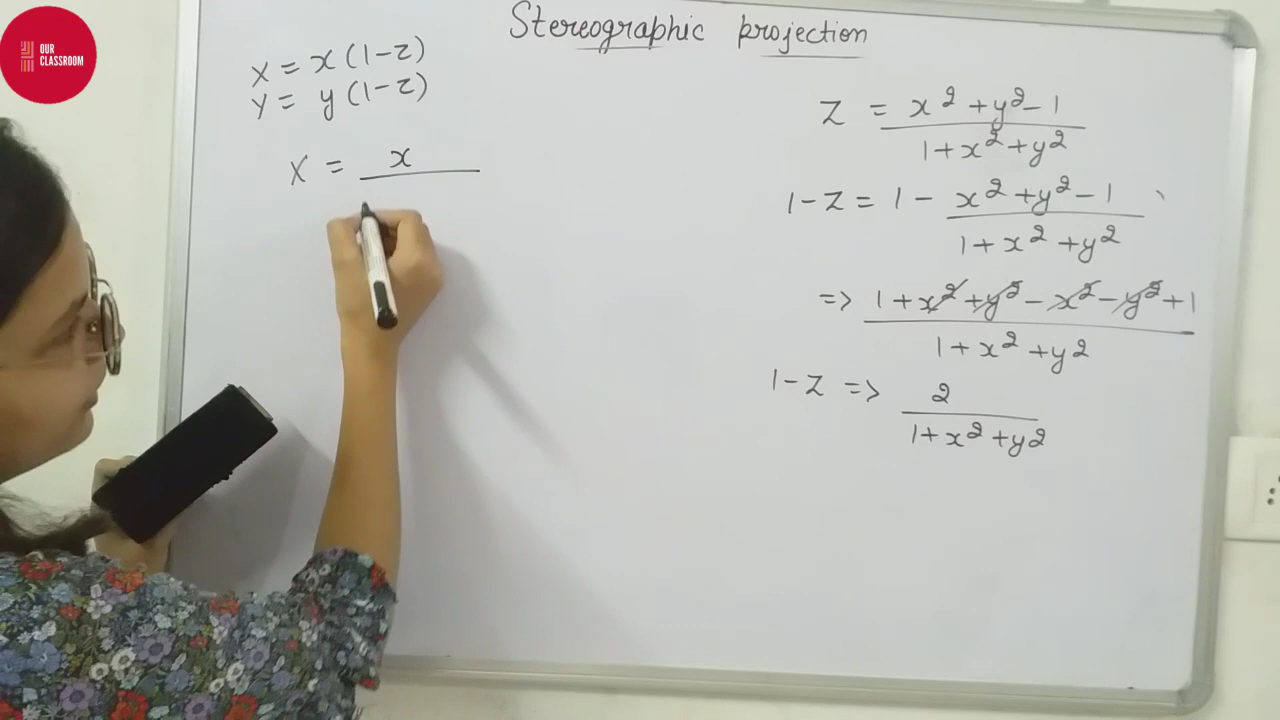 OUR
CLASSROOM
Stereographic projection
X = x(1-z)
Y = y(1-z)
X = x/
Z = (x² + y² - 1)/(1 + x² + y²)
1 - Z = 1 - (x² + y² - 1)/(1 + x² + y²)
=> (1 + x² + y² - x² - y² + 1)/(1 + x² + y²)
1 - Z => 2/(1 + x² + y²)